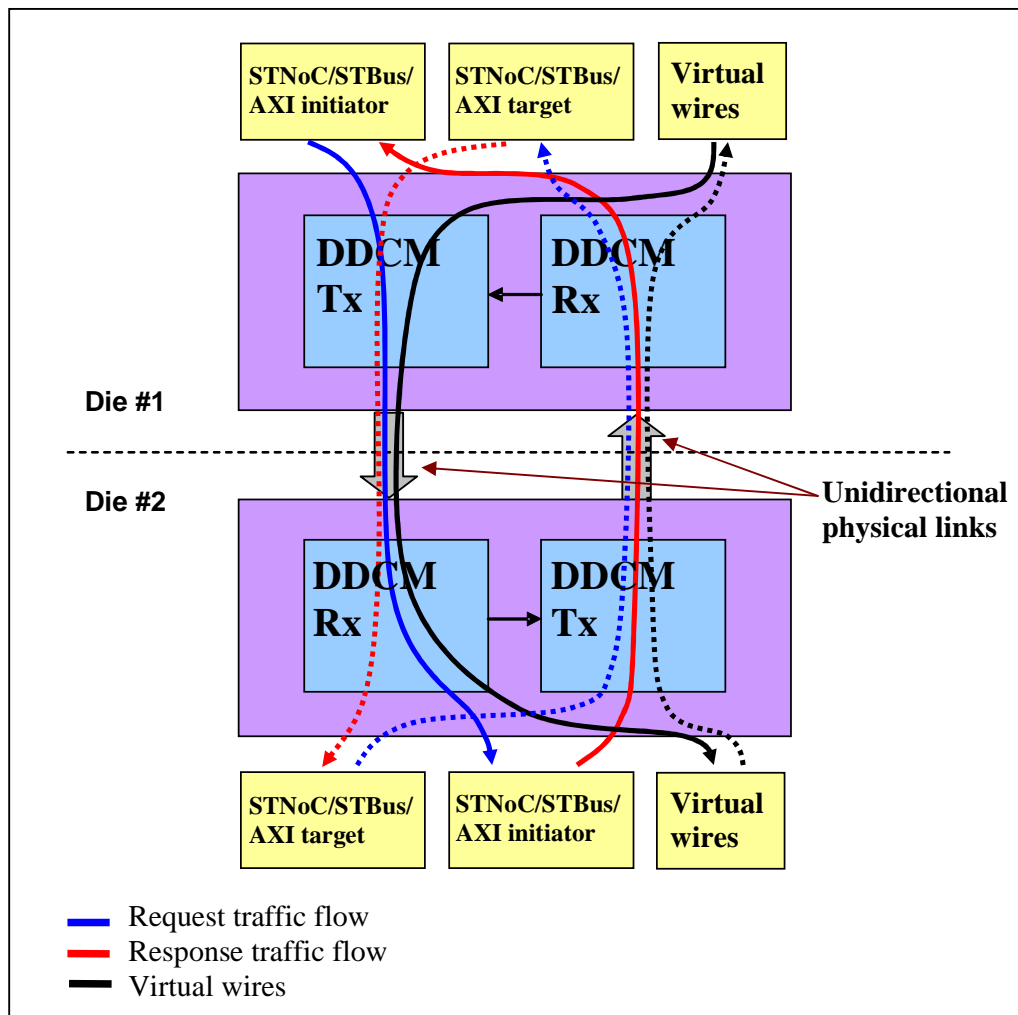 STNoC/STBus/
AXI initiator
STNoC/STBus/
AXI target
Virtual
wires
DDCM
Tx
DDCM
Rx
Die #1
Die #2
Unidirectional
physical links
DDCM
Rx
DDCM
Tx
STNoC/STBus/
AXI target
STNoC/STBus/
AXI initiator
Virtual
wires
Request traffic flow
Response traffic flow
Virtual wires